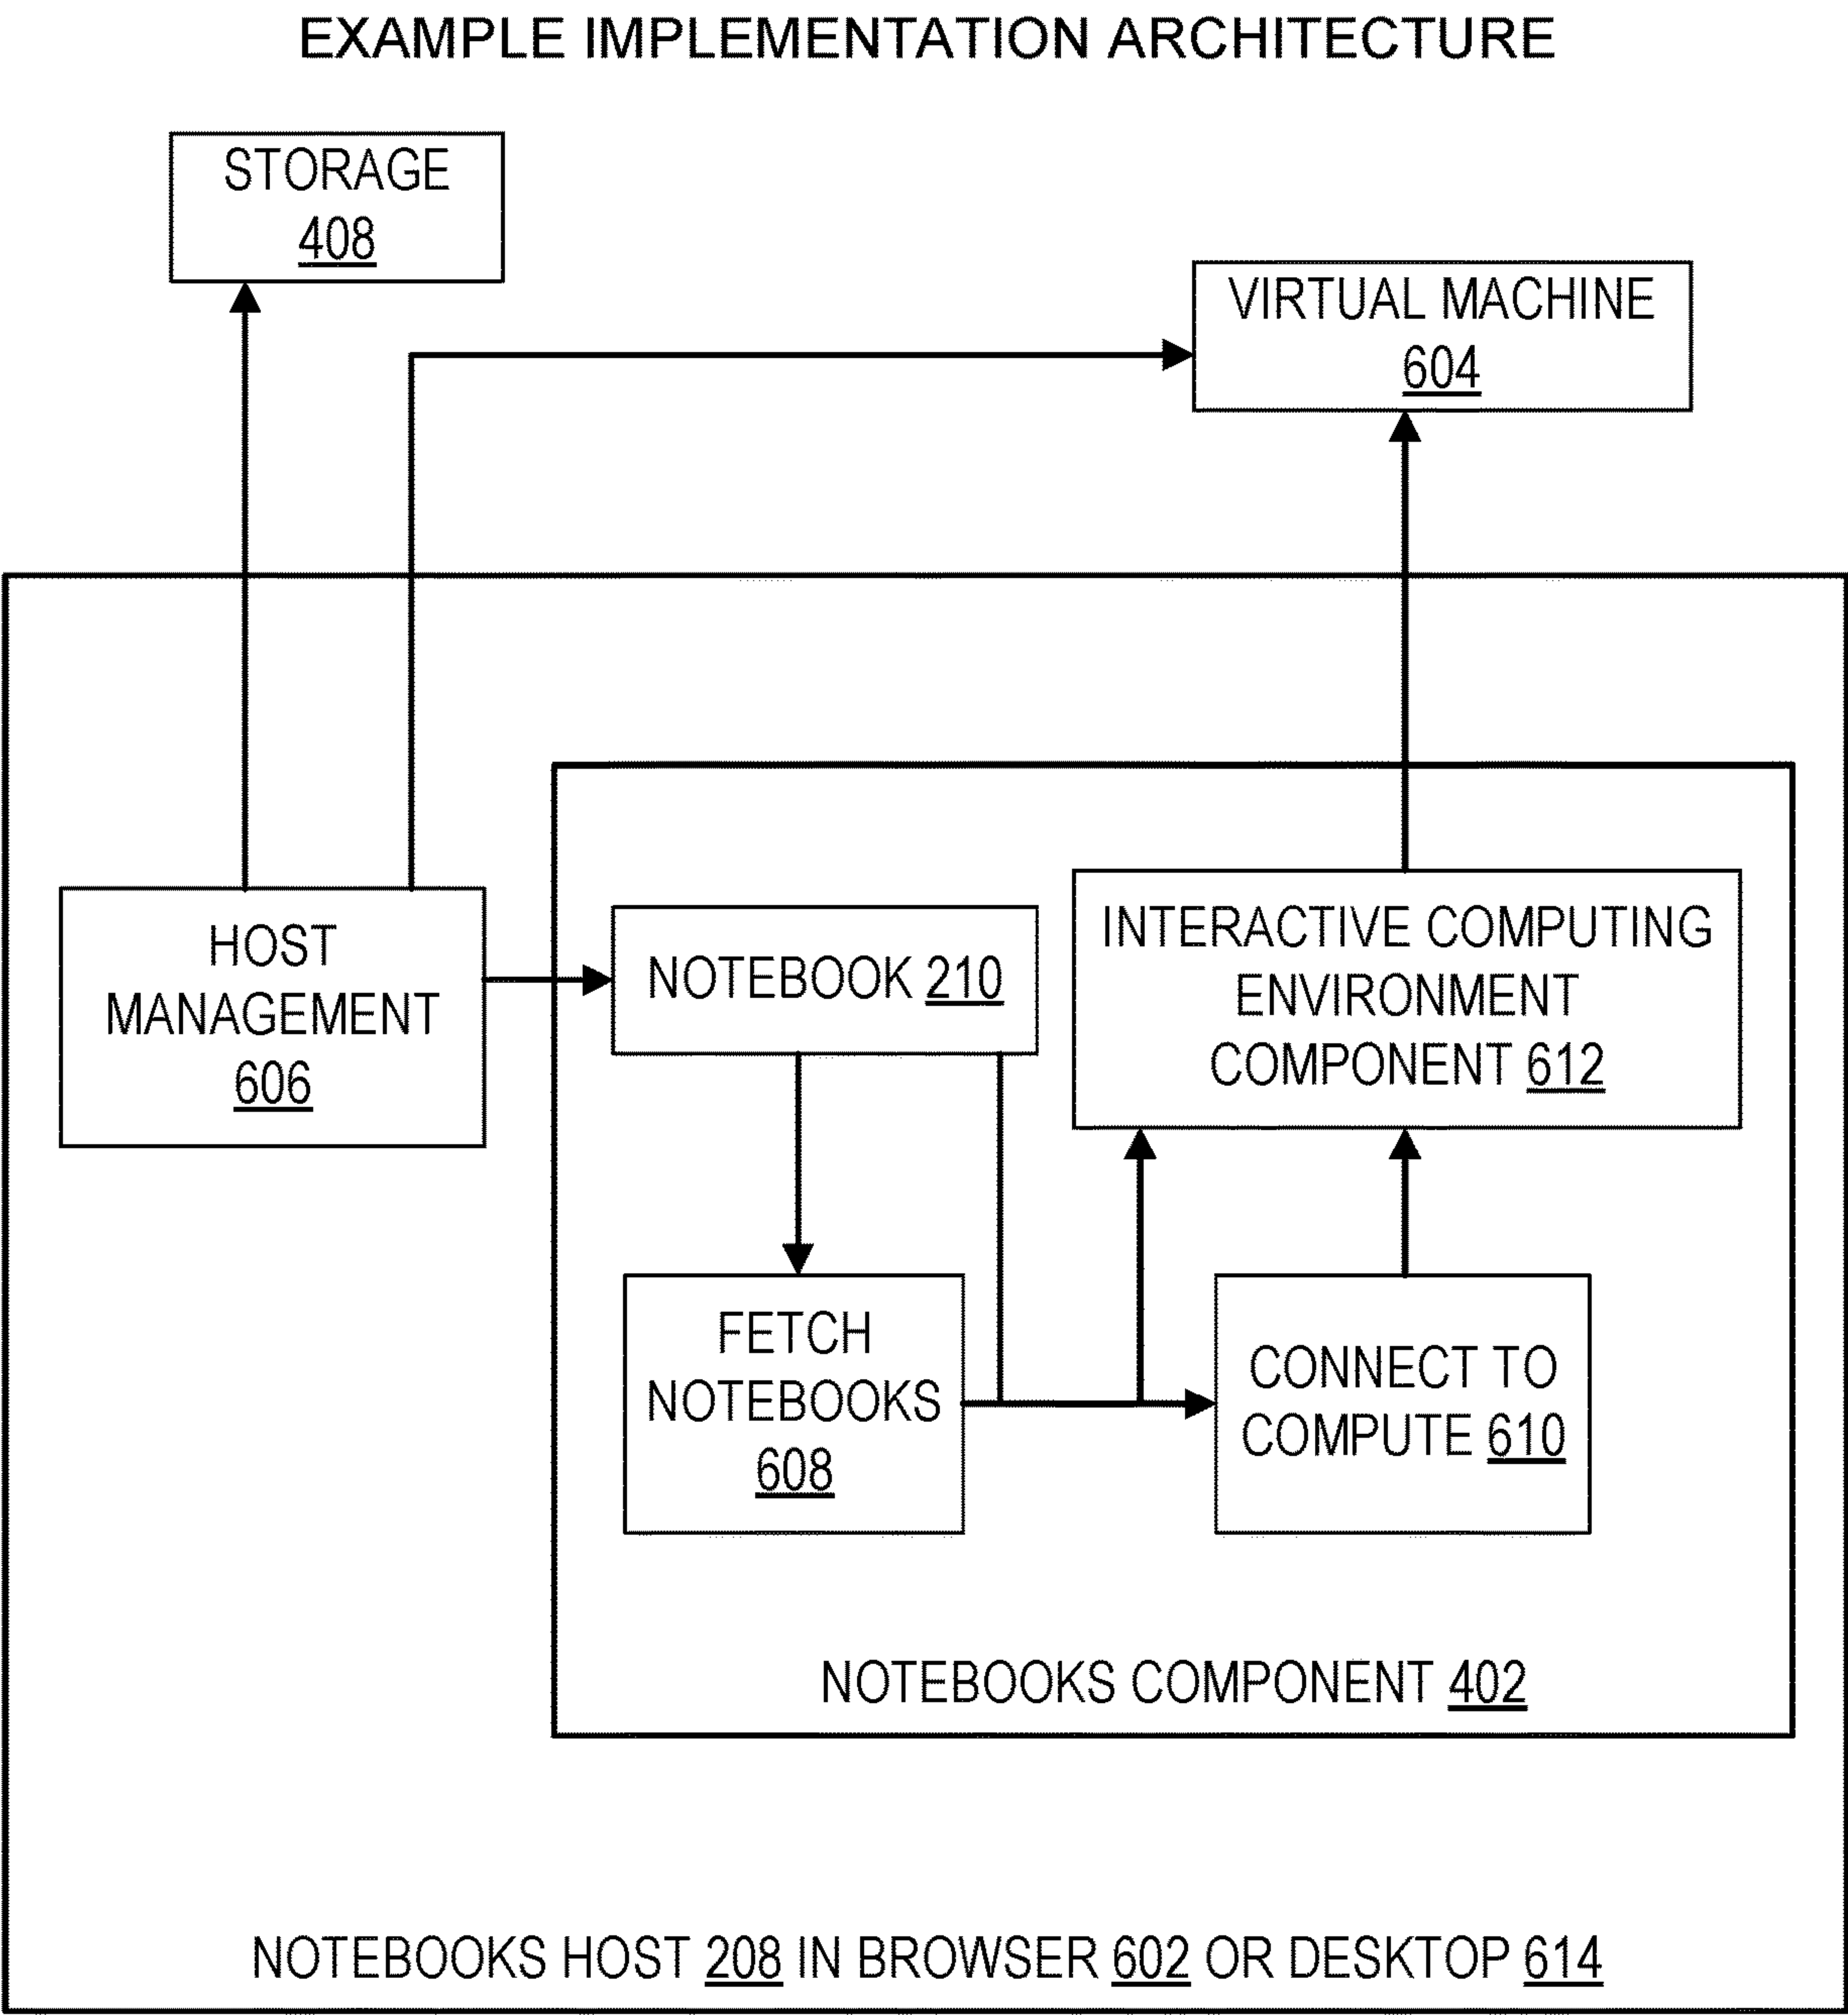 EXAMPLE IMPLEMENTATION ARCHITECTURE
STORAGE
408
VIRTUAL MACHINE
604
HOST
MANAGEMENT
606
NOTEBOOK 210
INTERACTIVE COMPUTING
ENVIRONMENT
COMPONENT 612
FETCH
NOTEBOOKS
608
CONNECT TO
COMPUTE 610
NOTEBOOKS COMPONENT 402
NOTEBOOKS HOST 208 IN BROWSER 602 OR DESKTOP 614